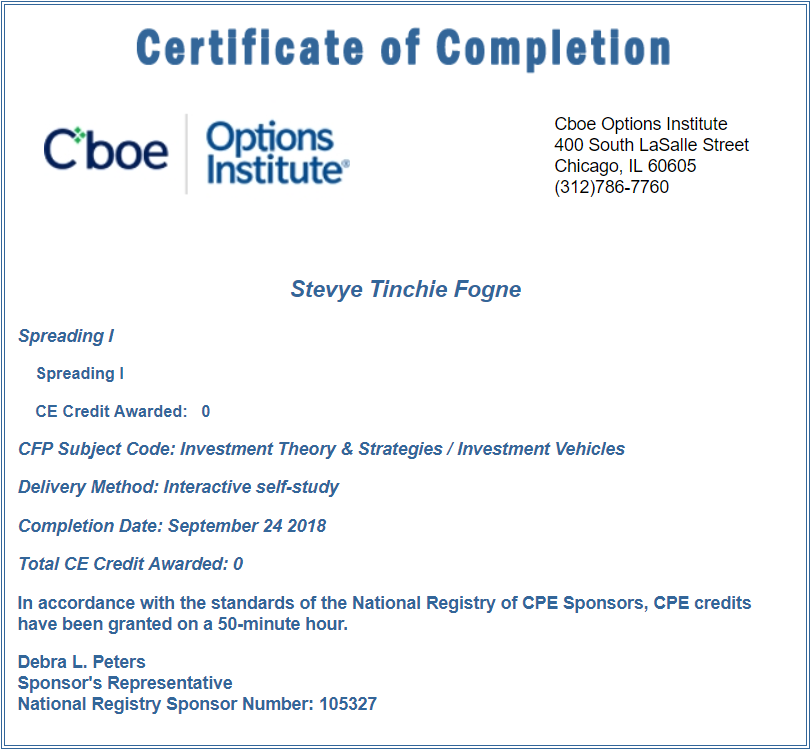 Certificate of Completion
Cboe
Options
Institute®
Cboe Options Institute
400 South LaSalle Street
Chicago, IL 60605
(312)786-7760
Stevye Tinchie Fogne
Spreading I
Spreading I
CE Credit Awarded: 0
CFP Subject Code: Investment Theory & Strategies / Investment Vehicles
Delivery Method: Interactive self-study
Completion Date: September 24 2018
Total CE Credit Awarded: 0
In accordance with the standards of the National Registry of CPE Sponsors, CPE credits
have been granted on a 50-minute hour.
Debra L. Peters
Sponsor's Representative
National Registry Sponsor Number: 105327